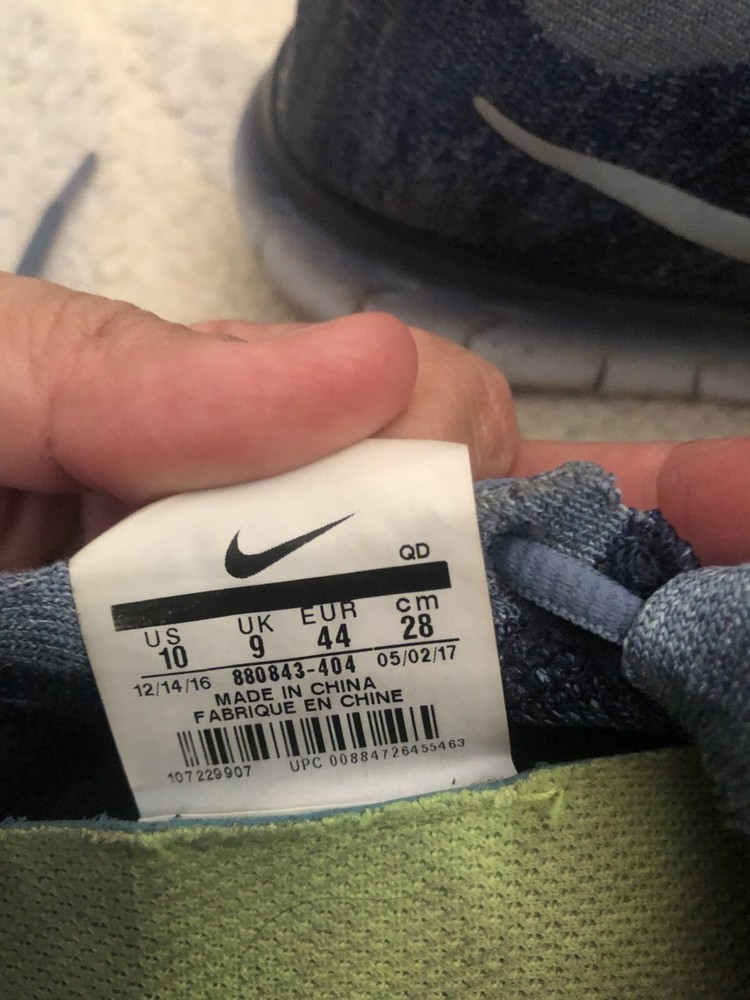 QD
US UK EUR cm
10 9 44 28
12/14/16 880843-404 05/02/17
MADE IN CHINA
FABRIQUE EN CHINE
107229907 UPC 00884726455463